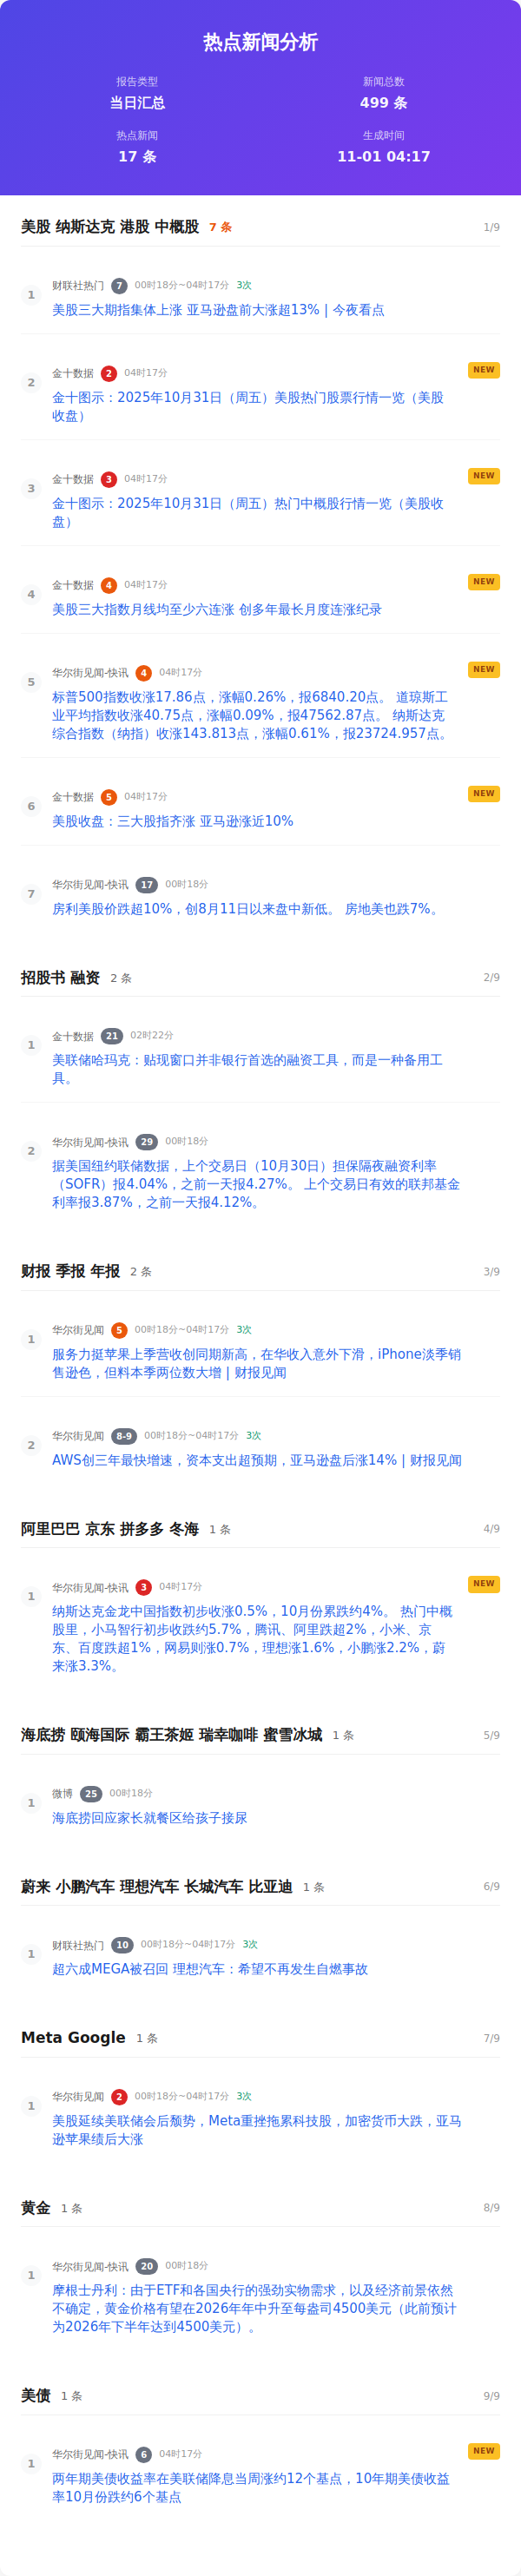 热点新闻分析
报告类型
当日汇总
新闻总数
499 条
热点新闻
17 条
生成时间
11-01 04:17
美股 纳斯达克 港股 中概股 7 条 1/9
1
财联社热门 7 00时18分~04时17分 3次
美股三大期指集体上涨 亚马逊盘前大涨超13% | 今夜看点
2
金十数据 2 04时17分 NEW
金十图示：2025年10月31日（周五）美股热门股票行情一览（美股
收盘）
3
金十数据 3 04时17分 NEW
金十图示：2025年10月31日（周五）热门中概股行情一览（美股收
盘）
4
金十数据 4 04时17分 NEW
美股三大指数月线均至少六连涨 创多年最长月度连涨纪录
5
华尔街见闻-快讯 4 04时17分 NEW
标普500指数收涨17.86点，涨幅0.26%，报6840.20点。 道琼斯工
业平均指数收涨40.75点，涨幅0.09%，报47562.87点。 纳斯达克
综合指数（纳指）收涨143.813点，涨幅0.61%，报23724.957点。
6
金十数据 5 04时17分 NEW
美股收盘：三大股指齐涨 亚马逊涨近10%
7
华尔街见闻-快讯 17 00时18分
房利美股价跌超10%，创8月11日以来盘中新低。 房地美也跌7%。
招股书 融资 2 条 2/9
1
金十数据 21 02时22分
美联储哈玛克：贴现窗口并非银行首选的融资工具，而是一种备用工
具。
2
华尔街见闻-快讯 29 00时18分
据美国纽约联储数据，上个交易日（10月30日）担保隔夜融资利率
（SOFR）报4.04%，之前一天报4.27%。 上个交易日有效的联邦基金
利率报3.87%，之前一天报4.12%。
财报 季报 年报 2 条 3/9
1
华尔街见闻 5 00时18分~04时17分 3次
服务力挺苹果上季营收创同期新高，在华收入意外下滑，iPhone淡季销
售逊色，但料本季两位数大增 | 财报见闻
2
华尔街见闻 8-9 00时18分~04时17分 3次
AWS创三年最快增速，资本支出超预期，亚马逊盘后涨14% | 财报见闻
阿里巴巴 京东 拼多多 冬海 1 条 4/9
1
华尔街见闻-快讯 3 04时17分 NEW
纳斯达克金龙中国指数初步收涨0.5%，10月份累跌约4%。 热门中概
股里，小马智行初步收跌约5.7%，腾讯、阿里跌超2%，小米、京
东、百度跌超1%，网易则涨0.7%，理想涨1.6%，小鹏涨2.2%，蔚
来涨3.3%。
海底捞 颐海国际 霸王茶姬 瑞幸咖啡 蜜雪冰城 1 条 5/9
1
微博 25 00时18分
海底捞回应家长就餐区给孩子接尿
蔚来 小鹏汽车 理想汽车 长城汽车 比亚迪 1 条 6/9
1
财联社热门 10 00时18分~04时17分 3次
超六成MEGA被召回 理想汽车：希望不再发生自燃事故
Meta Google 1 条 7/9
1
华尔街见闻 2 00时18分~04时17分 3次
美股延续美联储会后颓势，Meta重挫拖累科技股，加密货币大跌，亚马
逊苹果绩后大涨
黄金 1 条 8/9
1
华尔街见闻-快讯 20 00时18分
摩根士丹利：由于ETF和各国央行的强劲实物需求，以及经济前景依然
不确定，黄金价格有望在2026年年中升至每盎司4500美元（此前预计
为2026年下半年达到4500美元）。
美债 1 条 9/9
1
华尔街见闻-快讯 6 04时17分 NEW
两年期美债收益率在美联储降息当周涨约12个基点，10年期美债收益
率10月份跌约6个基点